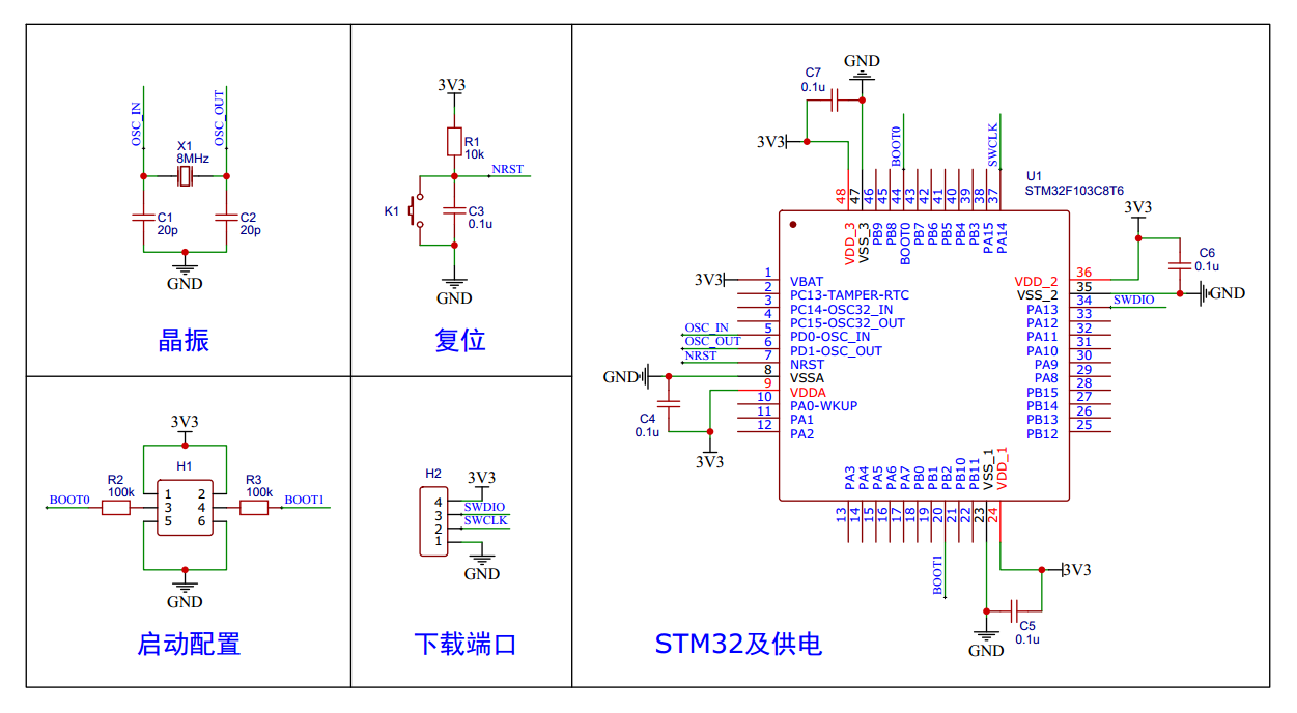 OSC_IN
OSC_OUT
X1
8MHz
C1
20p
C2
20p
GND
晶振
3V3
R1
10k
NRST
K1
C3
0.1u
GND
复位
3V3
H1
R2
100k
R3
100k
BOOT0
BOOT1
1 2
3 4
5 6
GND
启动配置
H2
3V3
4
3
2
1
SWDIO
SWCLK
GND
下载端口
GND
C7
0.1u
3V3
BOOT0
SWCLK
U1
STM32F103C8T6
48
47
46
45
44
43
42
41
40
39
38
37
VDD_3
VSS_3
PB9
PB8
BOOT0
PB7
PB6
PB5
PB4
PB3
PA15
PA14
3V3
OSC_IN
OSC_OUT
NRST
GND
C4
0.1u
3V3
1 VBAT
2 PC13-TAMPER-RTC
3 PC14-OSC32_IN
4 PC15-OSC32_OUT
5 PD0-OSC_IN
6 PD1-OSC_OUT
7 NRST
8 VSSA
9 VDDA
10 PA0-WKUP
11 PA1
12 PA2
VDD_2 36
VSS_2 35
PA13 34
PA12 33
PA11 32
PA10 31
PA9 30
PA8 29
PB15 28
PB14 27
PB13 26
PB12 25
3V3
C6
0.1u
GND
SWDIO
PA3
PA4
PA5
PA6
PA7
PB0
PB1
PB2
PB10
PB11
VSS_1
VDD_1
13
14
15
16
17
18
19
20
21
22
23
24
BOOT1
3V3
C5
0.1u
GND
STM32及供电